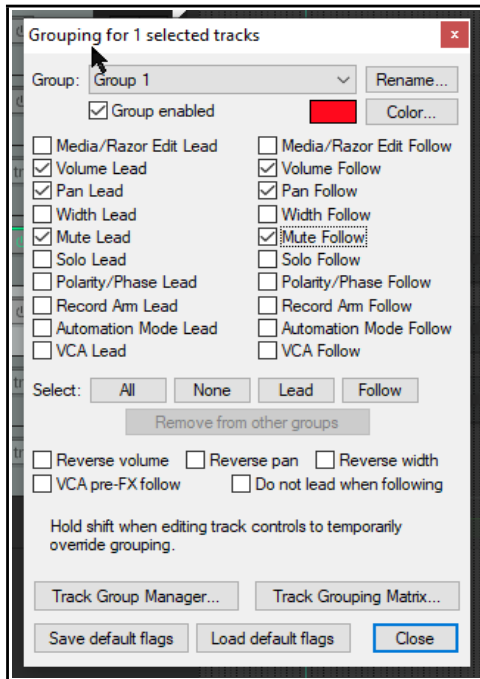 Grouping for 1 selected tracks
x
Group: Group 1 Rename...
Group enabled Color...
Media/Razor Edit Lead Media/Razor Edit Follow
Volume Lead Volume Follow
Pan Lead Pan Follow
Width Lead Width Follow
Mute Lead Mute Follow
Solo Lead Solo Follow
Polarity/Phase Lead Polarity/Phase Follow
Record Arm Lead Record Arm Follow
Automation Mode Lead Automation Mode Follow
VCA Lead VCA Follow
Select: All None Lead Follow
Remove from other groups
Reverse volume Reverse pan Reverse width
VCA pre-FX follow Do not lead when following
Hold shift when editing track controls to temporarily
override grouping.
Track Group Manager... Track Grouping Matrix...
Save default flags Load default flags Close